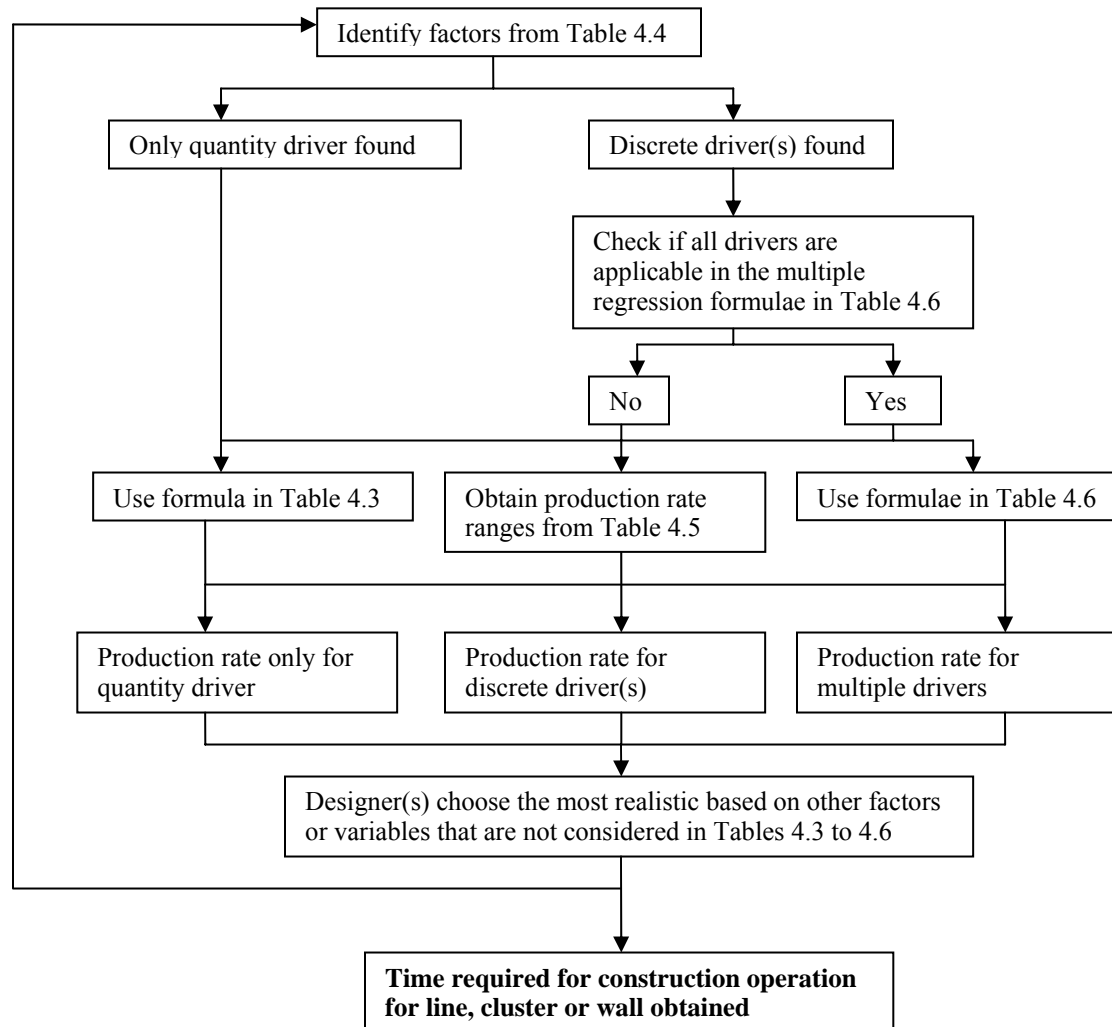 Identify factors from Table 4.4
Only quantity driver found
Discrete driver(s) found
Check if all drivers are
applicable in the multiple
regression formulae in Table 4.6
No
Yes
Use formula in Table 4.3
Obtain production rate
ranges from Table 4.5
Use formulae in Table 4.6
Production rate only for
quantity driver
Production rate for
discrete driver(s)
Production rate for
multiple drivers
Designer(s) choose the most realistic based on other factors
or variables that are not considered in Tables 4.3 to 4.6
Time required for construction operation
for line, cluster or wall obtained